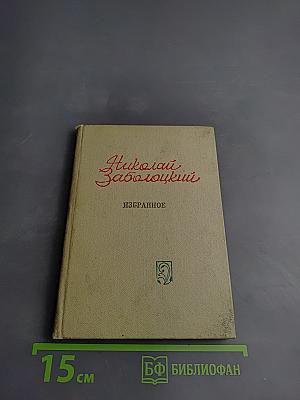 Николай
Заболоцкий
ИЗБРАННОЕ
15 см
БФ БИБЛИОФАН